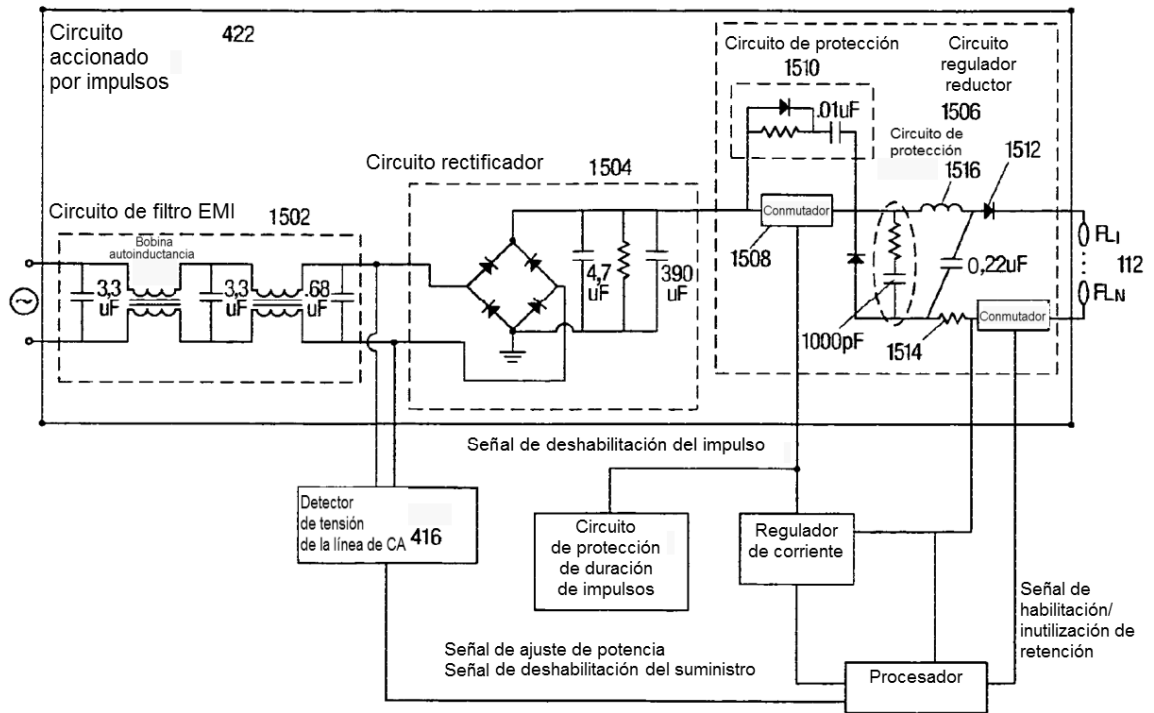 Circuito
accionado
por impulsos
422
Circuito de protección
1510
Circuito
regulador
reductor
1506
.01uF
Circuito de
protección
1516
1512
Circuito rectificador
1504
Circuito de filtro EMI
1502
Bobina
autoinductancia
3,3
uF
3,3
uF
.68
uF
4,7
uF
390
uF
Conmutador
1508
0,22uF
FL1
112
FLN
Conmutador
1000pF
1514
Señal de deshabilitación del impulso
Detector
de tensión
de la línea de CA
416
Circuito
de protección
de duración
de impulsos
Regulador
de corriente
Señal de
habilitación/
inutilización de
retención
Señal de ajuste de potencia
Señal de deshabilitación del suministro
Procesador